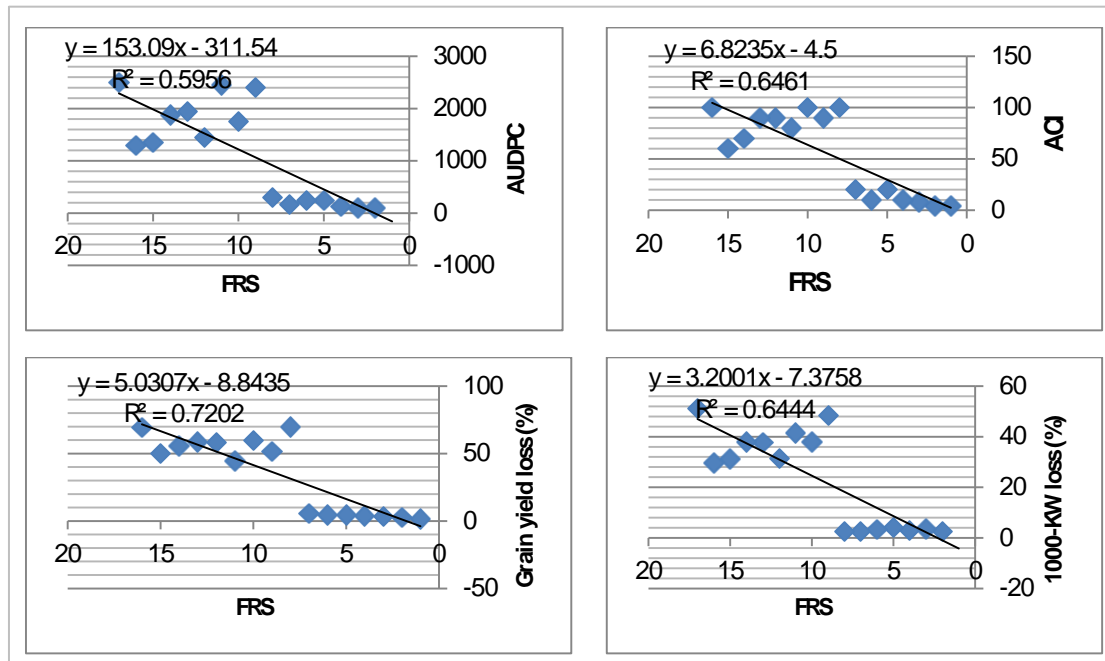 y = 153.09x - 311.54
R² = 0.5956
3000
2000
1000
0
-1000
AUDPC
20 15 10 5 0
FRS
y = 6.8235x - 4.5
R² = 0.6461
150
100
50
0
ACI
20 15 10 5 0
FRS
y = 5.0307x - 8.8435
R² = 0.7202
100
50
0
-50
Grain yield loss (%)
20 15 10 5 0
FRS
y = 3.2001x - 7.3758
R² = 0.6444
60
40
20
0
-20
1000-KW loss (%)
20 15 10 5 0
FRS